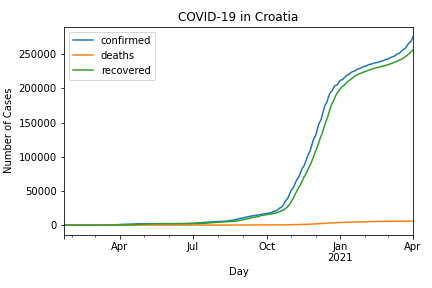 COVID-19 in Croatia
confirmed
deaths
recovered
Number of Cases
250000
200000
150000
100000
50000
0
Apr
Jul
Oct
Jan
2021
Apr
Day